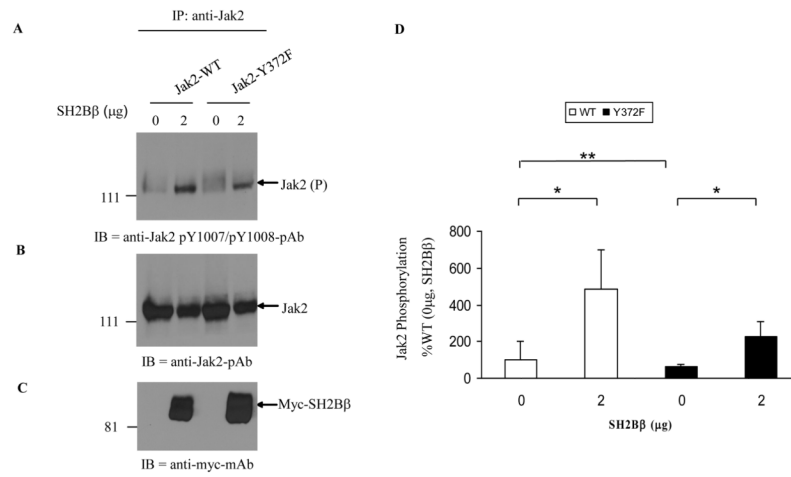 A
IP: anti-Jak2
Jak2-WT
Jak2-Y372F
SH2Bβ (µg)
0 2 0 2
111
Jak2 (P)
IB = anti-Jak2 pY1007/pY1008-pAb
B
111
Jak2
IB = anti-Jak2-pAb
C
81
Myc-SH2Bβ
IB = anti-myc-mAb
D
WT Y372F
**
* *
Jak2 Phosphorylation
%WT (0µg, SH2Bβ)
800
600
400
200
0
0 2 0 2
SH2Bβ (µg)